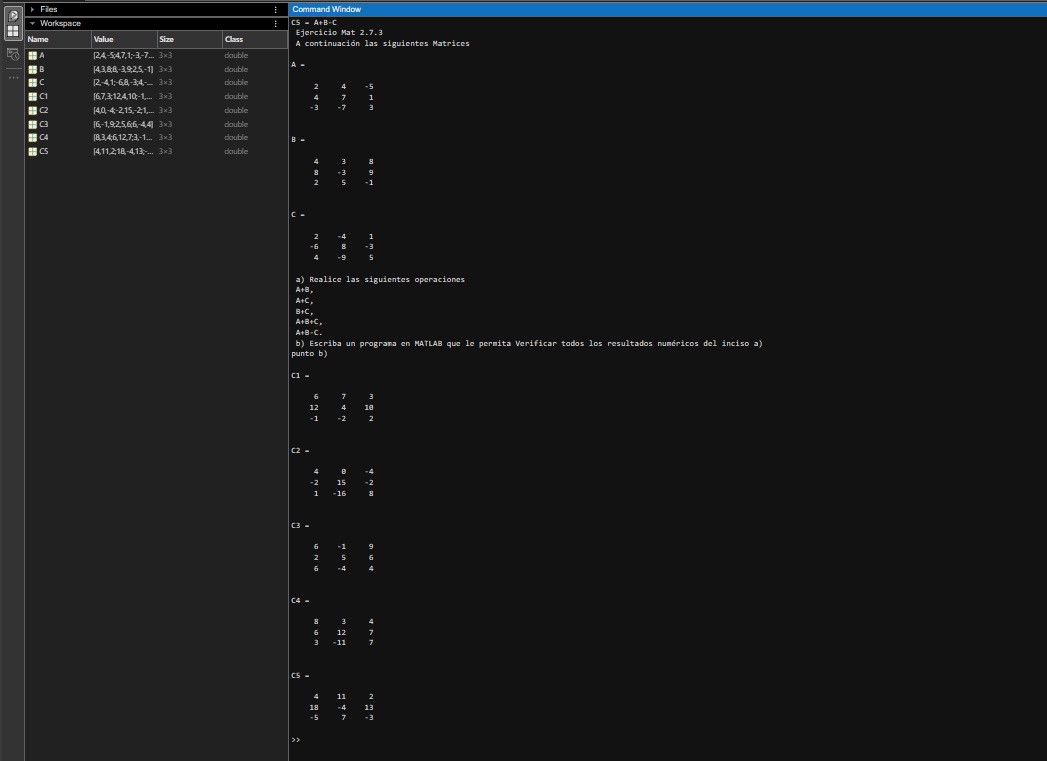 Files
Workspace
Name Value Size Class
A [2,4,-5;4,7,1;-3,-7... 3×3 double
B [4,3,8;8,-3,9;2,5,-1] 3×3 double
C [2,-4,1;-6,8,-3;4,-... 3×3 double
C1 [6,7,3;12,4,10;-1,... 3×3 double
C2 [4,0,-4;-2,15,-2;1,... 3×3 double
C3 [6,-1,9;2,5,6;6,-4,4] 3×3 double
C4 [8,3,4;6,12,7;3,-1... 3×3 double
C5 [4,11,2;18,-4,13;-... 3×3 double
Command Window
C5 = A+B-C
Ejercicio Mat 2.7.3
A continuación las siguientes Matrices
A =
2 4 -5
4 7 1
-3 -7 3
B =
4 3 8
8 -3 9
2 5 -1
C =
2 -4 1
-6 8 -3
4 -9 5
a) Realice las siguientes operaciones
A+B,
A+C,
B+C,
A+B+C,
A+B-C.
b) Escriba un programa en MATLAB que le permita Verificar todos los resultados numéricos del inciso a)
punto b)
C1 =
6 7 3
12 4 10
-1 -2 2
C2 =
4 0 -4
-2 15 -2
1 -16 8
C3 =
6 -1 9
2 5 6
6 -4 4
C4 =
8 3 4
6 12 7
3 -11 7
C5 =
4 11 2
18 -4 13
-5 7 -3
>>